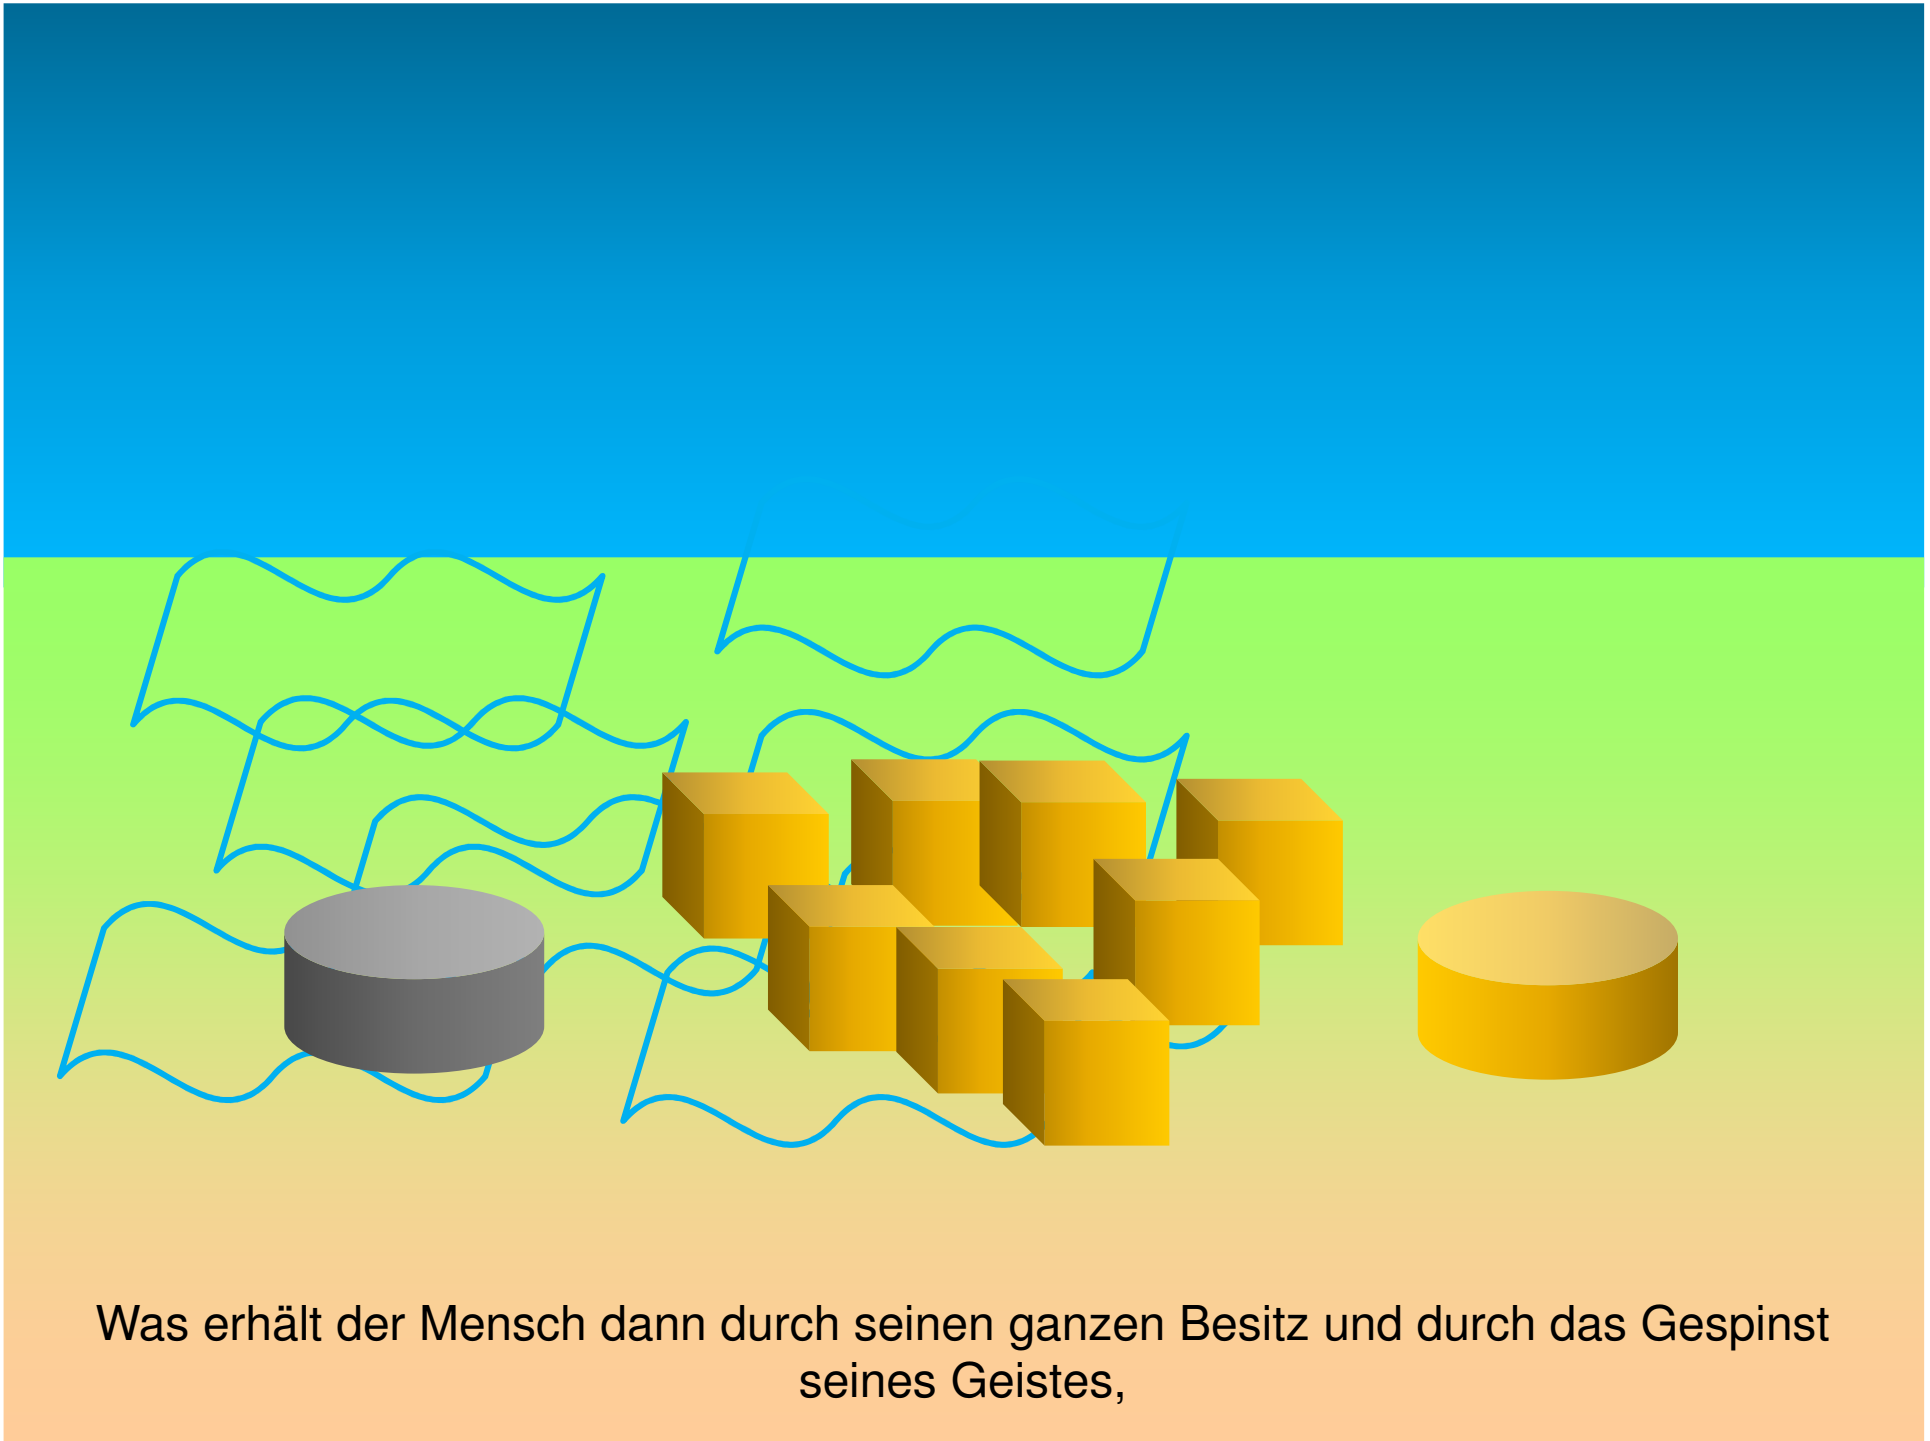 Was erhält der Mensch dann durch seinen ganzen Besitz und durch das Gespinst
seines Geistes,